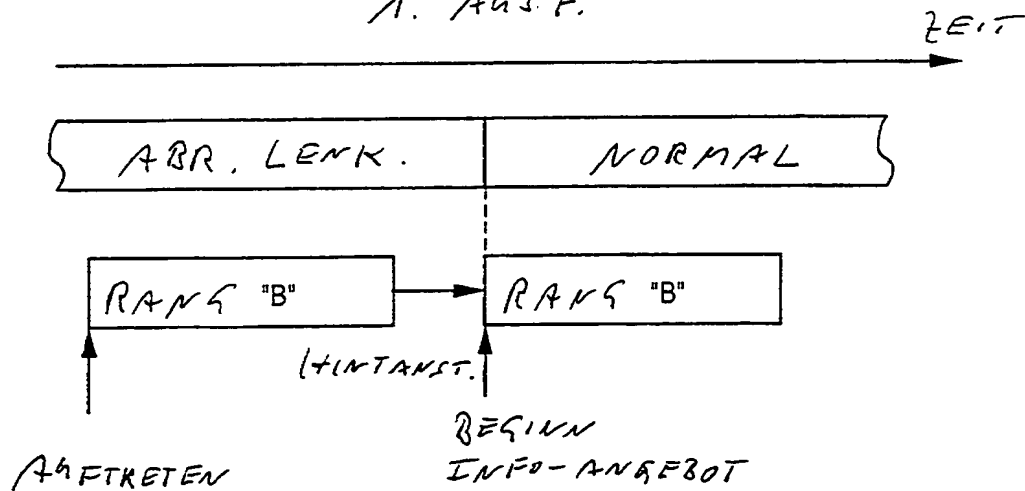 1. AUSF.
ZEIT
ABR. LENK.
NORMAL
RANG "B"
RANG "B"
HINTANST.
BEGINN
INFO-ANGEBOT
AUFTRETEN